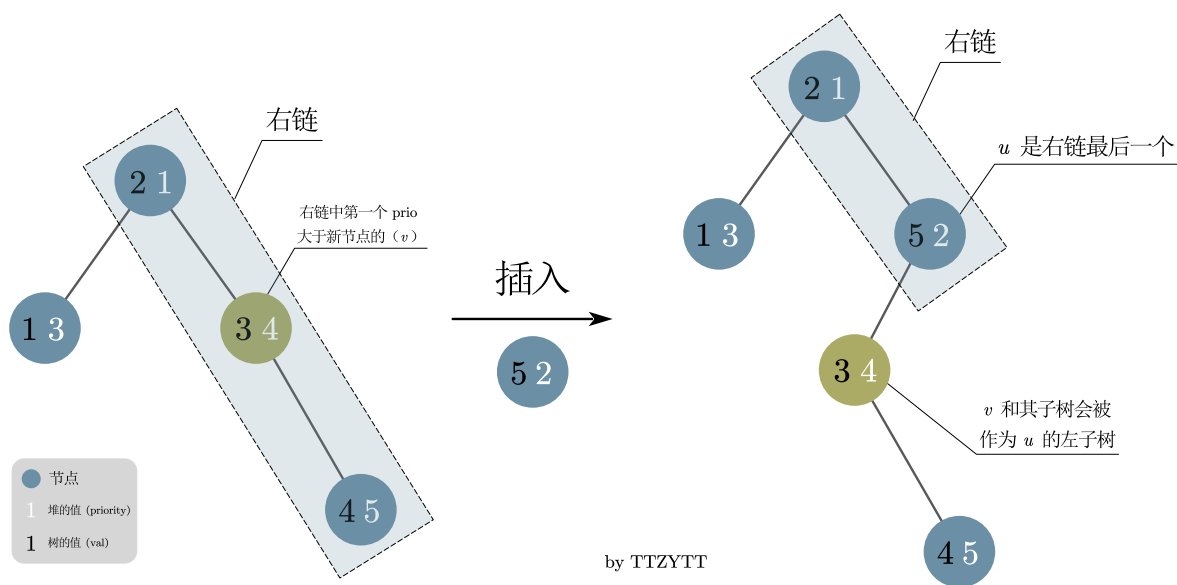 右链
2 1
右链中第一个 prio
大于新节点的（v）
1 3
3 4
4 5
节点
1 堆的值 (priority)
1 树的值 (val)
插入
5 2
右链
2 1
u 是右链最后一个
1 3
5 2
3 4
v 和其子树会被
作为 u 的左子树
4 5
by TTZYTT